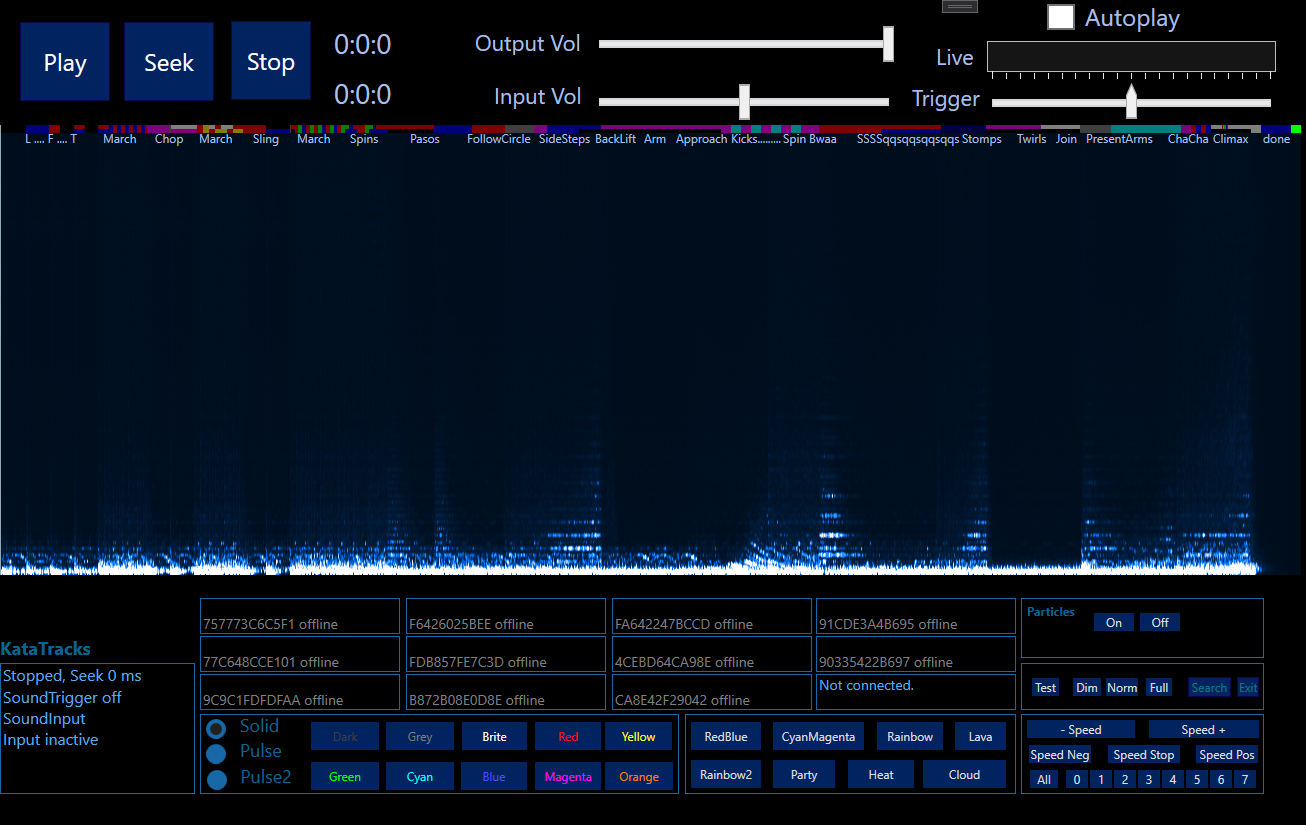 Autoplay
Play Seek Stop 0:0:0 Output Vol Live
0:0:0 Input Vol Trigger
L .... F .... T March Chop March Sling March Spins Pasos FollowCircle SideSteps BackLift Arm Approach Kicks......... Spin Bwaa SSSSqqsqqsqqsqqs Stomps Twirls Join PresentArms ChaCha Climax done
KataTracks
Stopped, Seek 0 ms
SoundTrigger off
SoundInput
Input inactive
757773C6C5F1 offline F6426025BEE offline FA642247BCCD offline 91CDE3A4B695 offline
77C648CCE101 offline FDB857FE7C3D offline 4CEBD64CA98E offline 90335422B697 offline
9C9C1FDFDFAA offline B872B08E0D8E offline CA8E42F29042 offline Not connected.
Solid Dark Grey Brite Red Yellow
Pulse
Pulse2 Green Cyan Blue Magenta Orange
RedBlue CyanMagenta Rainbow Lava
Rainbow2 Party Heat Cloud
Particles On Off
Test Dim Norm Full Search Exit
- Speed Speed +
Speed Neg Speed Stop Speed Pos
All 0 1 2 3 4 5 6 7